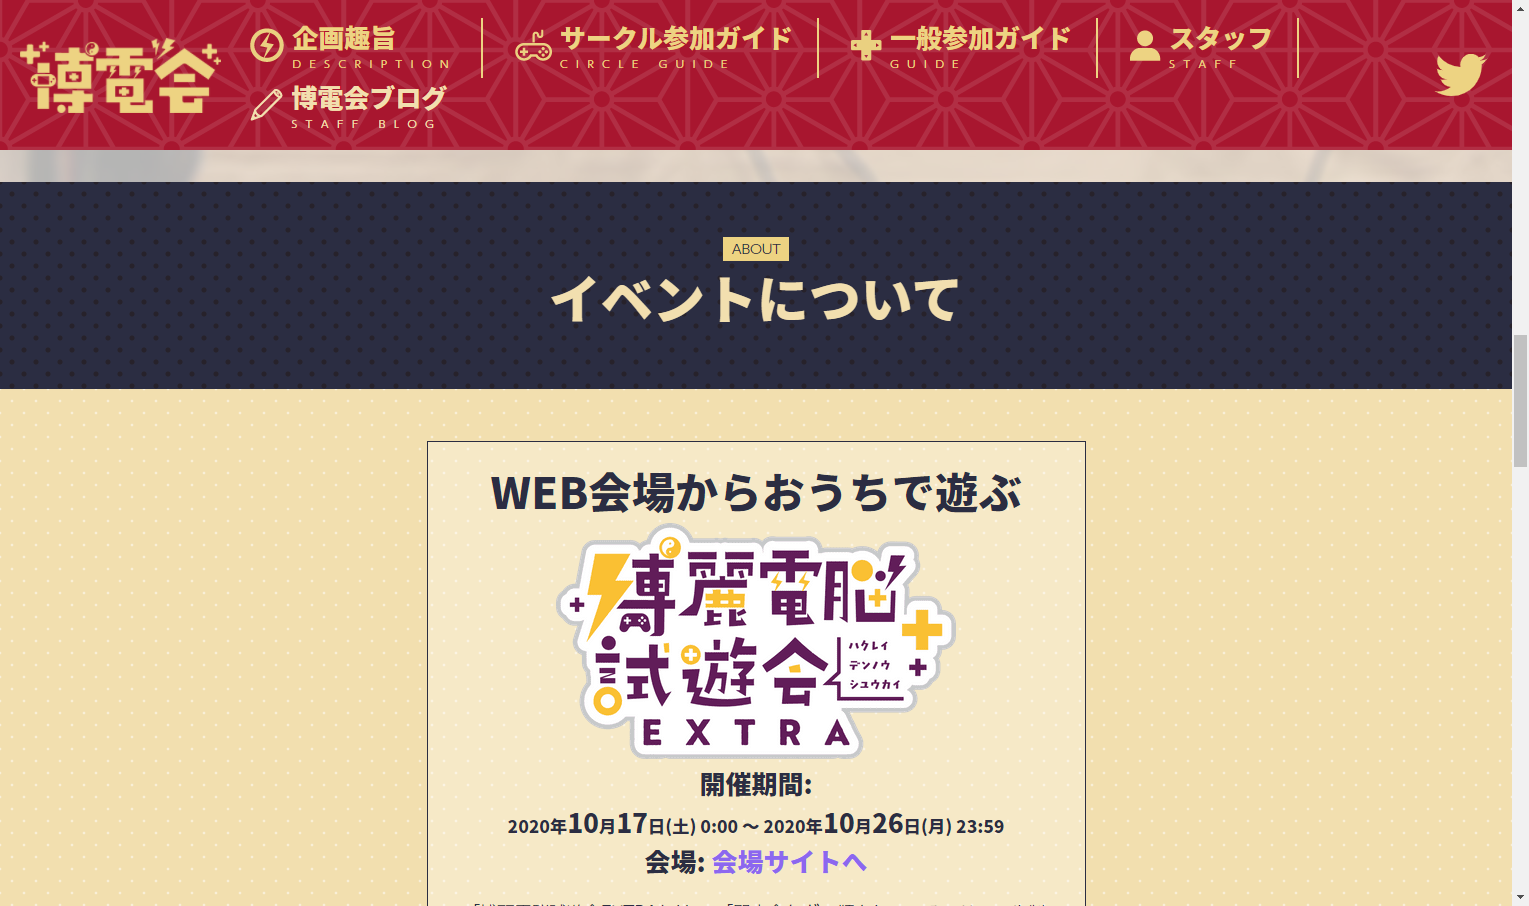 博電会
企画趣旨
DESCRIPTION
サークル参加ガイド
CIRCLE GUIDE
一般参加ガイド
GUIDE
スタッフ
STAFF
博電会ブログ
STAFF BLOG
ABOUT
イベントについて
WEB会場からおうちで遊ぶ
博麗電脳
試遊会
ハクレイ
デンノウ
シユウカイ
EXTRA
開催期間:
2020年10月17日(土) 0:00 〜 2020年10月26日(月) 23:59
会場: 会場サイトへ